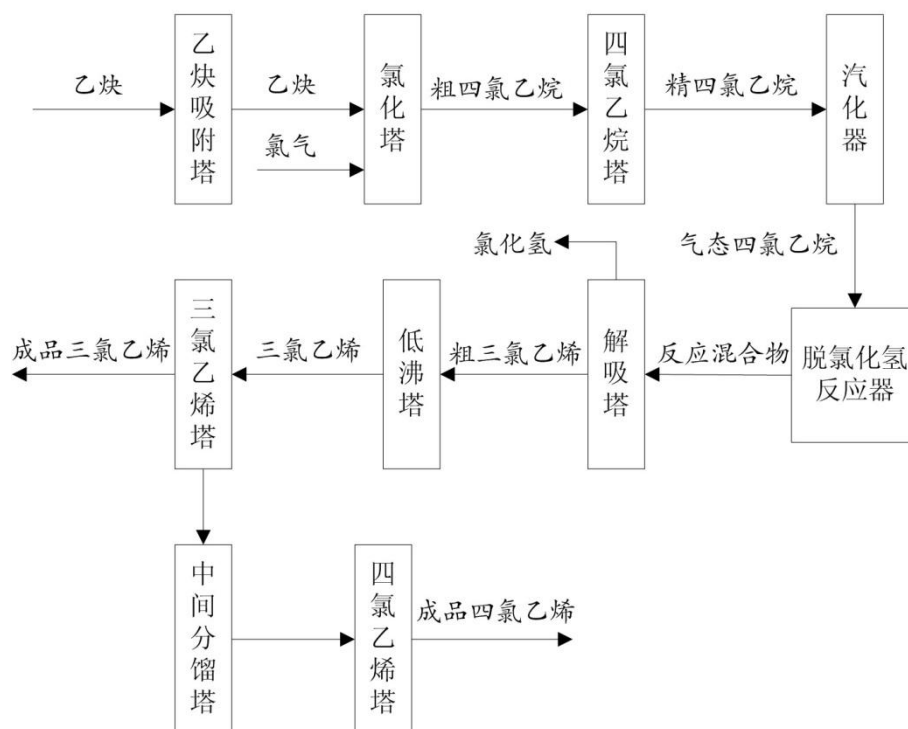 乙炔
乙炔吸附塔
乙炔
氯气
氯化塔
粗四氯乙烷
四氯乙烷塔
精四氯乙烷
汽化器
气态四氯乙烷
氯化氢
成品三氯乙烯
三氯乙烯塔
三氯乙烯
低沸塔
粗三氯乙烯
解吸塔
反应混合物
脱氯化氢
反应器
中间分馏塔
四氯乙烯塔
成品四氯乙烯